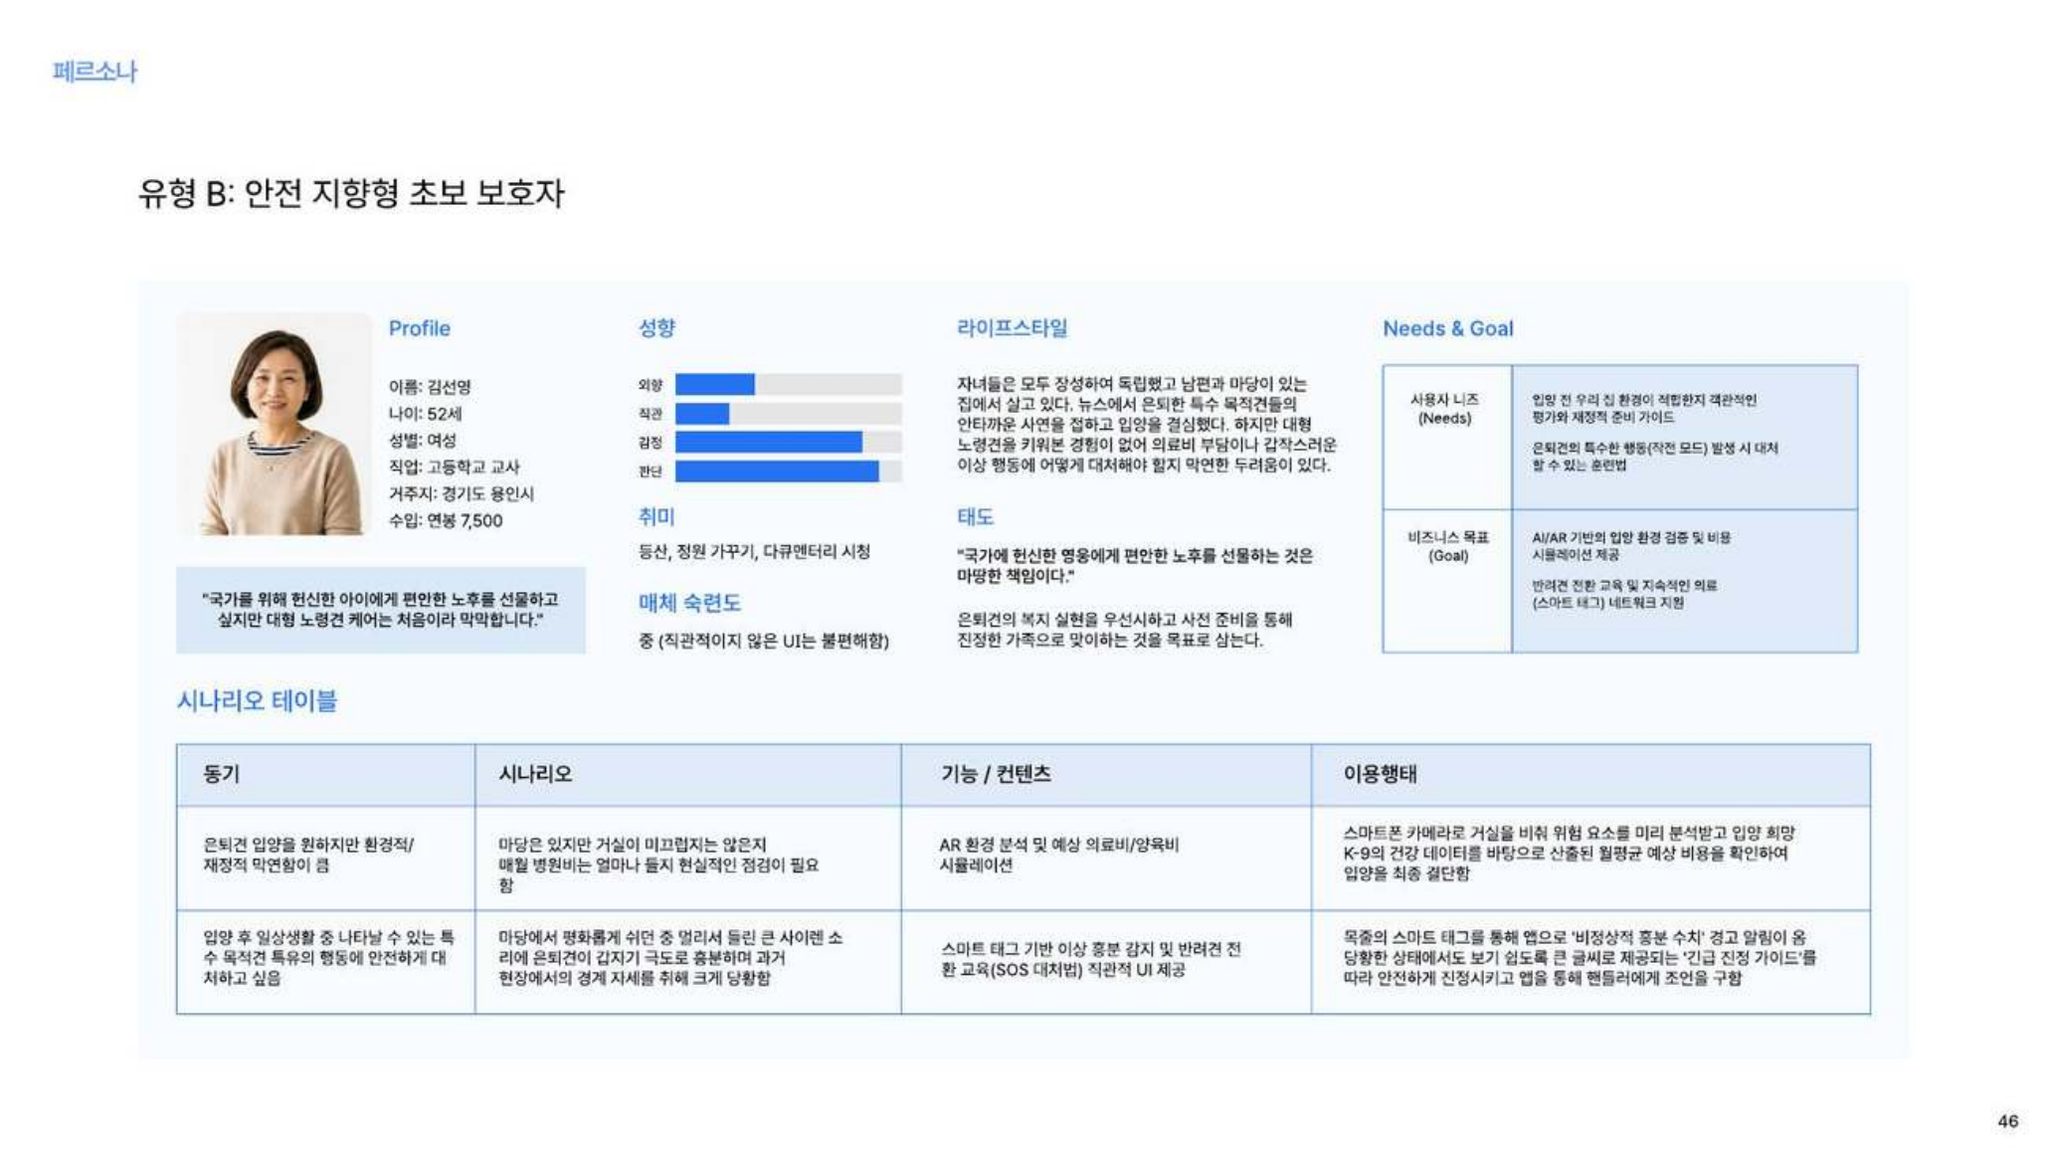 페르소나
유형 B: 안전 지향형 초보 보호자
Profile
이름: 김선영
나이: 52세
성별: 여성
직업: 고등학교 교사
거주지: 경기도 용인시
수입: 연봉 7,500
"국가를 위해 헌신한 아이에게 편안한 노후를 선물하고
싶지만 대형 노령견 케어는 처음이라 막막합니다."
성향
외향
직관
감정
판단
취미
등산, 정원 가꾸기, 다큐멘터리 시청
매체 숙련도
중 (직관적이지 않은 UI는 불편해함)
라이프스타일
자녀들은 모두 장성하여 독립했고 남편과 마당이 있는
집에서 살고 있다. 뉴스에서 은퇴한 특수 목적견들의
안타까운 사연을 접하고 입양을 결심했다. 하지만 대형
노령견을 키워본 경험이 없어 의료비 부담이나 갑작스러운
이상 행동에 어떻게 대처해야 할지 막연한 두려움이 있다.
태도
"국가에 헌신한 영웅에게 편안한 노후를 선물하는 것은
마땅한 책임이다."
은퇴견의 복지 실현을 우선시하고 사전 준비를 통해
진정한 가족으로 맞이하는 것을 목표로 삼는다.
Needs & Goal
사용자 니즈
(Needs)
입양 전 우리 집 환경이 적합한지 객관적인
평가와 재정적 준비 가이드
은퇴견의 특수한 행동(작전 모드) 발생 시 대처
할 수 있는 훈련법
비즈니스 목표
(Goal)
AI/AR 기반의 입양 환경 검증 및 비용
시뮬레이션 제공
반려견 전환 교육 및 지속적인 의료
(스마트 태그) 네트워크 지원
시나리오 테이블
동기
시나리오
기능 / 컨텐츠
이용행태
은퇴견 입양을 원하지만 환경적/
재정적 막연함이 큼
마당은 있지만 거실이 미끄럽지는 않은지
매월 병원비는 얼마나 들지 현실적인 점검이 필요
함
AR 환경 분석 및 예상 의료비/양육비
시뮬레이션
스마트폰 카메라로 거실을 비춰 위험 요소를 미리 분석받고 입양 희망
K-9의 건강 데이터를 바탕으로 산출된 월평균 예상 비용을 확인하여
입양을 최종 결단함
입양 후 일상생활 중 나타날 수 있는 특
수 목적견 특유의 행동에 안전하게 대
처하고 싶음
마당에서 평화롭게 쉬던 중 멀리서 들린 큰 사이렌 소
리에 은퇴견이 갑자기 극도로 흥분하며 과거
현장에서의 경계 자세를 취해 크게 당황함
스마트 태그 기반 이상 흥분 감지 및 반려견 전
환 교육(SOS 대처법) 직관적 UI 제공
목줄의 스마트 태그를 통해 앱으로 '비정상적 흥분 수치' 경고 알림이 옴
당황한 상태에서도 보기 쉽도록 큰 글씨로 제공되는 '긴급 진정 가이드'를
따라 안전하게 진정시키고 앱을 통해 핸들러에게 조언을 구함
46